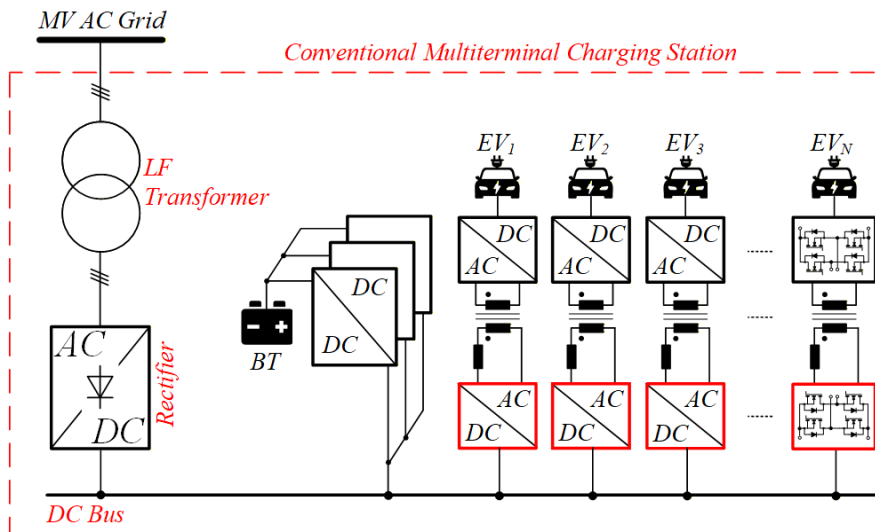 MV AC Grid
Conventional Multiterminal Charging Station
LF
Transformer
EV1
EV2
EV3
EVN
DC
AC
DC
AC
DC
AC
DC
DC
BT
AC
DC
Rectifier
AC
DC
AC
DC
AC
DC
DC Bus